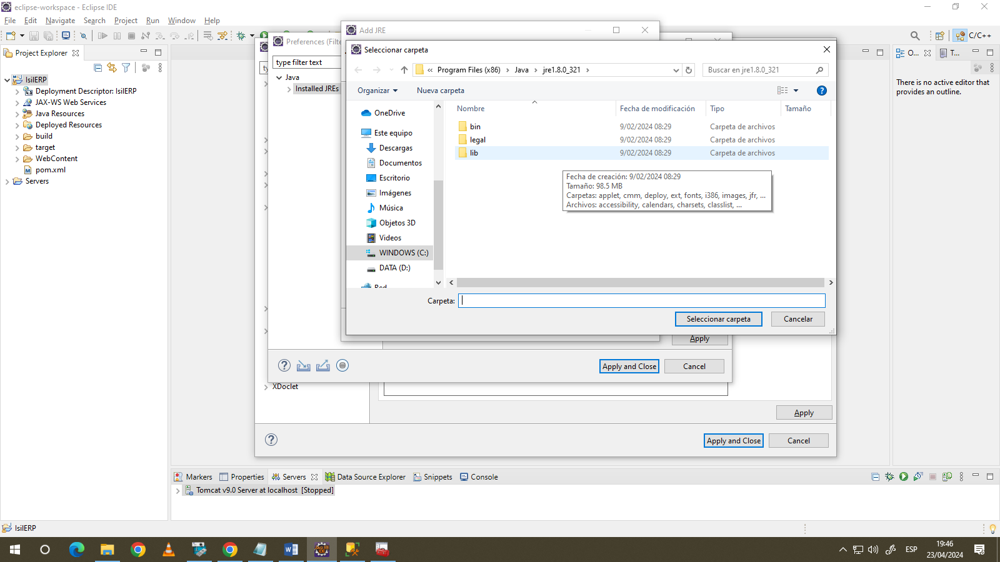 eclipse-workspace - Eclipse IDE
File Edit Navigate Search Project Run Window Help
C/C++
Project Explorer
IsilERP
Deployment Descriptor: IsilERP
JAX-WS Web Services
Java Resources
Deployed Resources
build
target
WebContent
pom.xml
Servers
Add JRE
Preferences (Filte
type filter text
ty
Java
Installed JREs
Seleccionar carpeta
« Program Files (x86) › Java › jre1.8.0_321 ›
Buscar en jre1.8.0_321
Organizar
Nueva carpeta
OneDrive
Este equipo
Descargas
Documentos
Escritorio
Imágenes
Música
Objetos 3D
Videos
WINDOWS (C:)
DATA (D:)
Red
Nombre Fecha de modificación Tipo Tamaño
bin 9/02/2024 08:29 Carpeta de archivos
legal 9/02/2024 08:29 Carpeta de archivos
lib 9/02/2024 08:29 Carpeta de archivos
Fecha de creación: 9/02/2024 08:29
Tamaño: 98.5 MB
Carpetas: applet, cmm, deploy, ext, fonts, i386, images, jfr, ...
Archivos: accessibility, calendars, charsets, classlist, ...
Carpeta:
Seleccionar carpeta Cancelar
Apply
Apply and Close Cancel
XDoclet
Apply
Apply and Close Cancel
O...
T...
There is no active editor that
provides an outline.
Markers Properties Servers Data Source Explorer Snippets Console
Tomcat v9.0 Server at localhost [Stopped]
IsilERP
ESP
19:46
23/04/2024